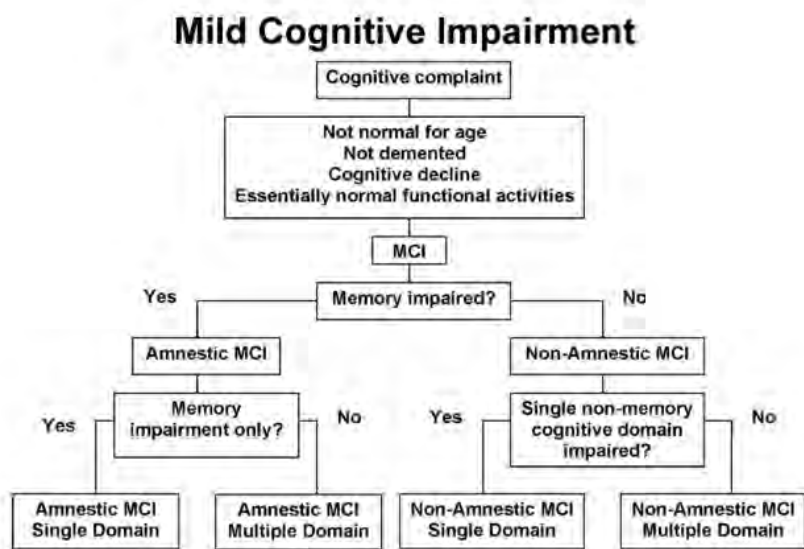 Mild Cognitive Impairment
Cognitive complaint
Not normal for age
Not demented
Cognitive decline
Essentially normal functional activities
MCI
Yes
Memory impaired?
No
Amnestic MCI
Non-Amnestic MCI
Yes
Memory
impairment only?
No
Yes
Single non-memory
cognitive domain
impaired?
No
Amnestic MCI
Single Domain
Amnestic MCI
Multiple Domain
Non-Amnestic MCI
Single Domain
Non-Amnestic MCI
Multiple Domain